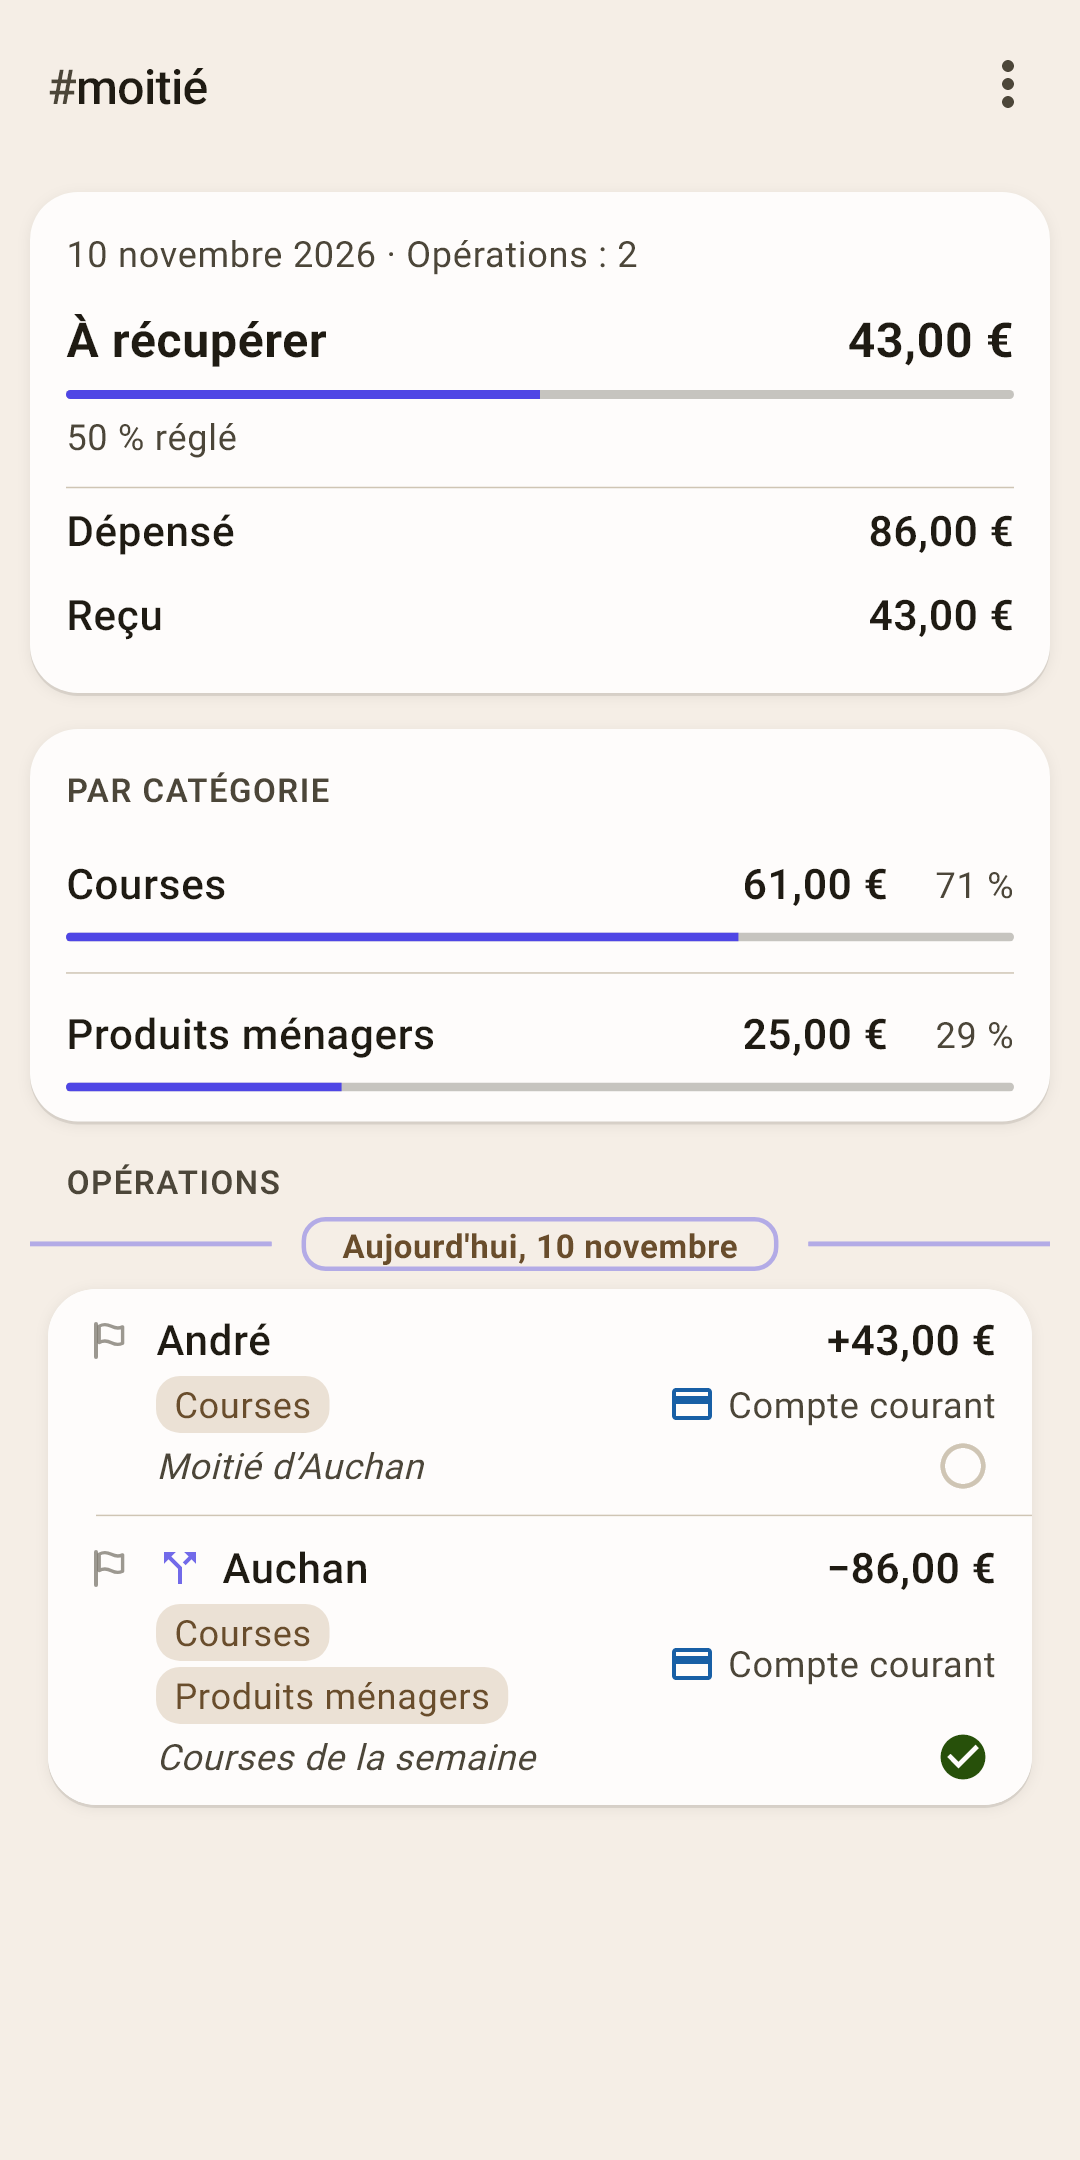 #moitié
10 novembre 2026 · Opérations : 2
À récupérer 43,00 €
50 % réglé
Dépensé 86,00 €
Reçu 43,00 €
PAR CATÉGORIE
Courses 61,00 € 71 %
Produits ménagers 25,00 € 29 %
OPÉRATIONS
Aujourd'hui, 10 novembre
André +43,00 €
Courses Compte courant
Moitié d’Auchan
Auchan −86,00 €
Courses
Compte courant
Produits ménagers
Courses de la semaine